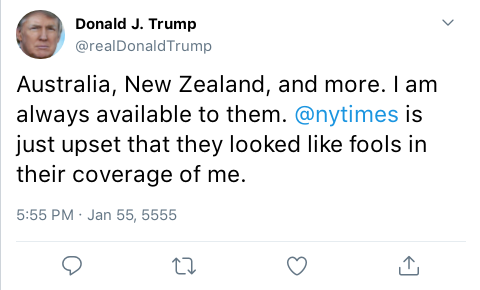 Donald J. Trump
@realDonaldTrump
Australia, New Zealand, and more. I am
always available to them. @nytimes is
just upset that they looked like fools in
their coverage of me.
5:55 PM · Jan 55, 5555